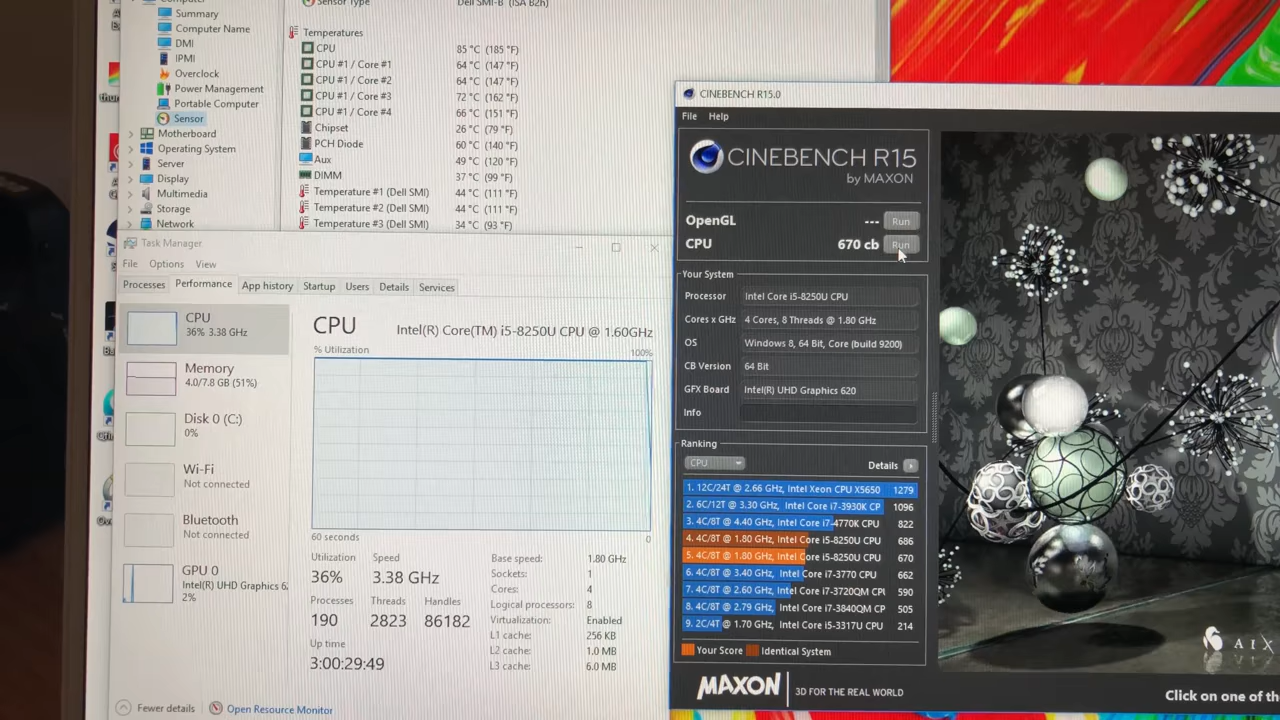 Computer
Summary
Computer Name
DMI
IPMI
Overclock
Power Management
Portable Computer
Sensor
Motherboard
Operating System
Server
Display
Multimedia
Storage
Network
Sensor Type Dell SMI-B (ISA B2h)
Temperatures
CPU 85 °C (185 °F)
CPU #1 / Core #1 64 °C (147 °F)
CPU #1 / Core #2 64 °C (147 °F)
CPU #1 / Core #3 72 °C (162 °F)
CPU #1 / Core #4 66 °C (151 °F)
Chipset 26 °C (79 °F)
PCH Diode 60 °C (140 °F)
Aux 49 °C (120 °F)
DIMM 37 °C (99 °F)
Temperature #1 (Dell SMI) 44 °C (111 °F)
Temperature #2 (Dell SMI) 44 °C (111 °F)
Temperature #3 (Dell SMI) 34 °C (93 °F)
Task Manager
File Options View
Processes Performance App history Startup Users Details Services
CPU
36% 3.38 GHz
Memory
4.0/7.8 GB (51%)
Disk 0 (C:)
0%
Wi-Fi
Not connected
Bluetooth
Not connected
GPU 0
Intel(R) UHD Graphics 62
2%
CPU Intel(R) Core(TM) i5-8250U CPU @ 1.60GHz
% Utilization 100%
60 seconds 0
Utilization Speed
36% 3.38 GHz
Processes Threads Handles
190 2823 86182
Up time
3:00:29:49
Base speed: 1.80 GHz
Sockets: 1
Cores: 4
Logical processors: 8
Virtualization: Enabled
L1 cache: 256 KB
L2 cache: 1.0 MB
L3 cache: 6.0 MB
Fewer details Open Resource Monitor
CINEBENCH R15.0
File Help
CINEBENCH R15
by MAXON
OpenGL --- Run
CPU 670 cb Run
Your System
Processor Intel Core i5-8250U CPU
Cores x GHz 4 Cores, 8 Threads @ 1.80 GHz
OS Windows 8, 64 Bit, Core (build 9200)
CB Version 64 Bit
GFX Board Intel(R) UHD Graphics 620
Info
Ranking
CPU Details
1. 12C/24T @ 2.66 GHz, Intel Xeon CPU X5650 1279
2. 6C/12T @ 3.30 GHz, Intel Core i7-3930K CP 1096
3. 4C/8T @ 4.40 GHz, Intel Core i7-4770K CPU 822
4. 4C/8T @ 1.80 GHz, Intel Core i5-8250U CPU 686
5. 4C/8T @ 1.80 GHz, Intel Core i5-8250U CPU 670
6. 4C/8T @ 3.40 GHz, Intel Core i7-3770 CPU 662
7. 4C/8T @ 2.60 GHz, Intel Core i7-3720QM CPU 590
8. 4C/8T @ 2.79 GHz, Intel Core i7-3840QM CP 505
9. 2C/4T @ 1.70 GHz, Intel Core i5-3317U CPU 214
Your Score Identical System
MAXON 3D FOR THE REAL WORLD
AIX
Click on one of th